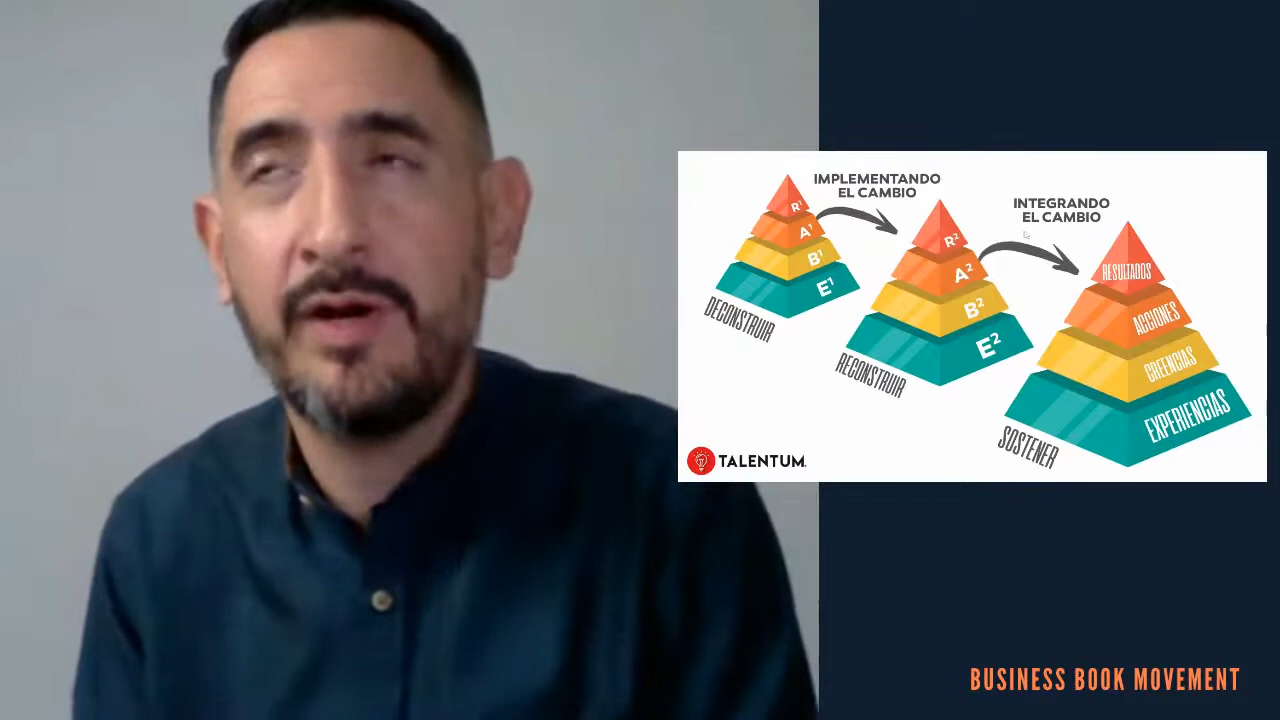 IMPLEMENTANDO
EL CAMBIO
INTEGRANDO
EL CAMBIO
R¹
A¹
B¹
E¹
DECONSTRUIR
R²
A²
B²
E²
RECONSTRUIR
RESULTADOS
ACCIONES
CREENCIAS
EXPERIENCIAS
SOSTENER
TALENTUM.
BUSINESS BOOK MOVEMENT